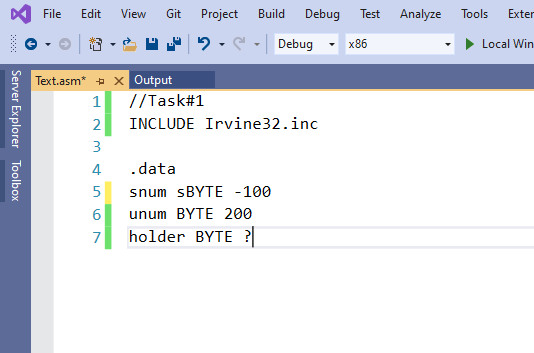 File Edit View Git Project Build Debug Test Analyze Tools Exter
Debug x86 Local Win
Server Explorer
Toolbox
Text.asm* Output
1 //Task#1
2 INCLUDE Irvine32.inc
3
4 .data
5 snum sBYTE -100
6 unum BYTE 200
7 holder BYTE ?